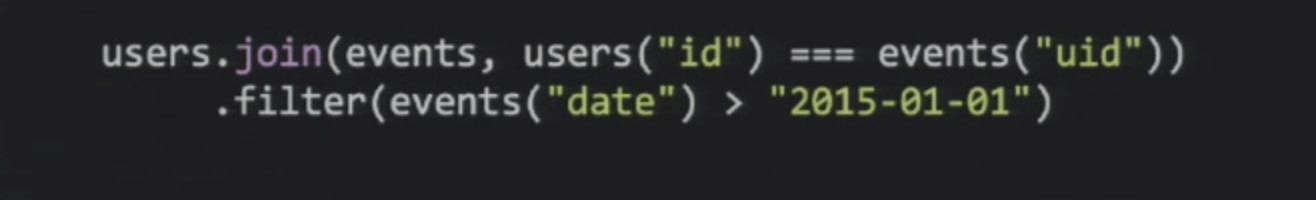 users.join(events, users("id") === events("uid"))
.filter(events("date") > "2015-01-01")